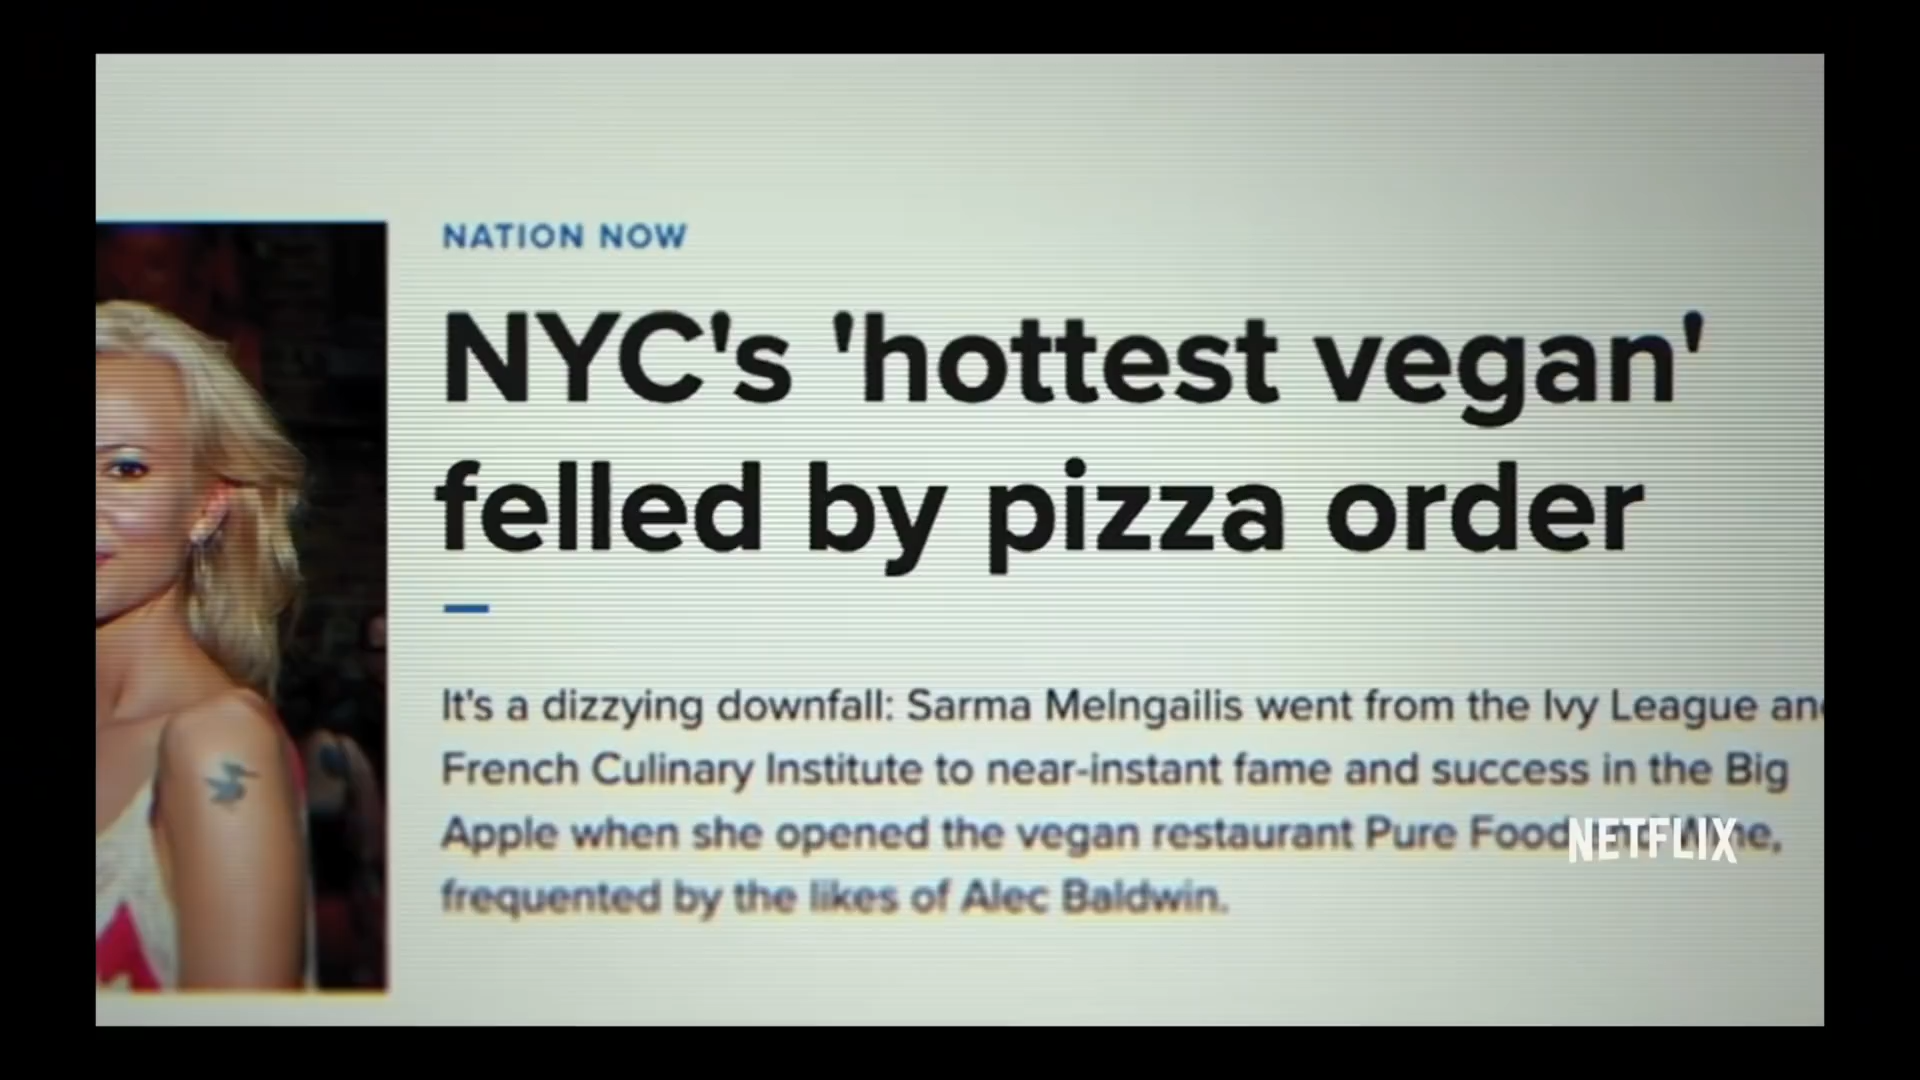 NATION NOW
NYC's 'hottest vegan'
felled by pizza order
It's a dizzying downfall: Sarma Melngailis went from the Ivy League
French Culinary Institute to near-instant fame and success in the Big
Apple when she opened the vegan restaurant Pure Food
frequented by the likes of Alec Baldwin.
NETFLIX